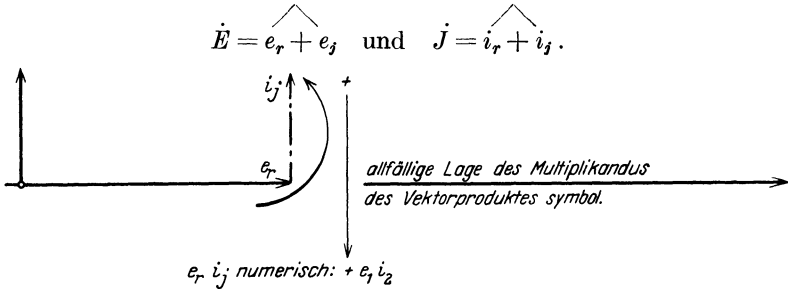 Ė = e_r + e_j und J̇ = i_r + i_j.
i_j +
e_r
allfällige Lage des Multiplikandus
des Vektorproduktes symbol.
e_r i_j numerisch: + e_1 i_2